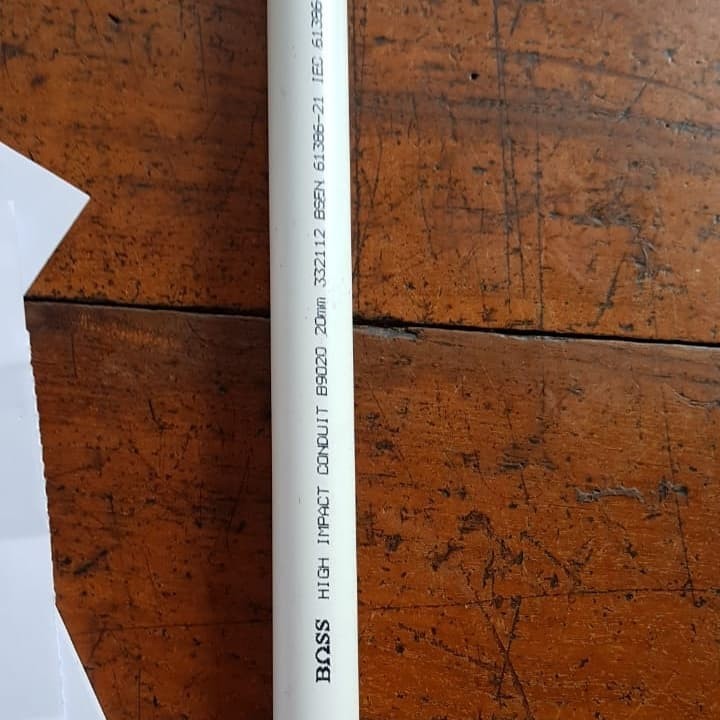 BΩSS HIGH IMPACT CONDUIT B9020 20mm 332112 BSEN 61386-21 IEC 61386